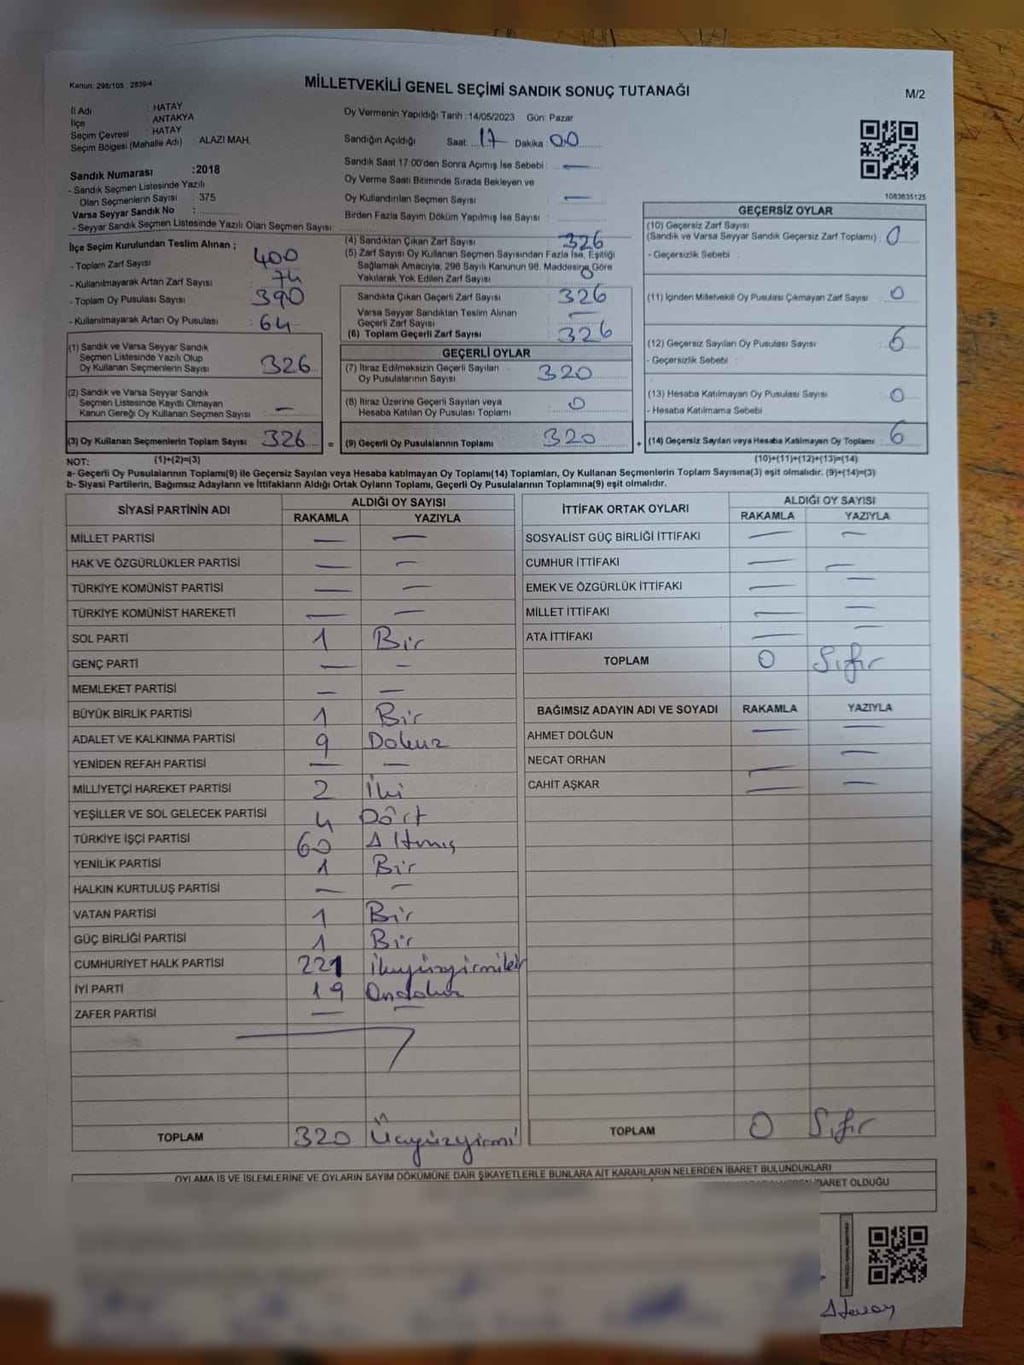 Kanun: 298/105 : 2839/4
MİLLETVEKİLİ GENEL SEÇİMİ SANDIK SONUÇ TUTANAĞI
M/2
İl Adı : HATAY
İlçe : ANTAKYA
Seçim Çevresi : HATAY
Seçim Bölgesi (Mahalle Adı) ALAZI MAH.
Sandık Numarası :2018
- Sandık Seçmen Listesinde Yazılı
Olan Seçmenlerin Sayısı : 375
Varsa Seyyar Sandık No :
- Seyyar Sandık Seçmen Listesinde Yazılı Olan Seçmen Sayısı:
Oy Vermenin Yapıldığı Tarih :14/05/2023 Gün: Pazar
Sandığın Açıldığı Saat: 17 Dakika: 00
Sandık Saat 17:00'den Sonra Açımış İse Sebebi : —
Oy Verme Saati Bitiminde Sırada Bekleyen ve
Oy Kullandırılan Seçmen Sayısı : —
Birden Fazla Sayım Döküm Yapılmış İse Sayısı :
1083835125
İlçe Seçim Kurulundan Teslim Alınan ;
- Toplam Zarf Sayısı : 400
- Kullanılmayarak Artan Zarf Sayısı : 74
- Toplam Oy Pusulası Sayısı : 390
- Kullanılmayarak Artan Oy Pusulası : 64
(1) Sandık ve Varsa Seyyar Sandık
Seçmen Listesinde Yazılı Olup
Oy Kullanan Seçmenlerin Sayısı : 326
(2) Sandık ve Varsa Seyyar Sandık
Seçmen Listesinde Kayıtlı Olmayan
Kanun Gereği Oy Kullanan Seçmen Sayısı : —
(3) Oy Kullanan Seçmenlerin Toplam Sayısı : 326
(4) Sandıktan Çıkan Zarf Sayısı : 326
(5) Zarf Sayısı Oy Kullanan Seçmen Sayısından Fazla İse, Eşitliği
Sağlamak Amacıyla, 298 Sayılı Kanunun 98. Maddesine Göre
Yakılarak Yok Edilen Zarf Sayısı : 0
Sandıkta Çıkan Geçerli Zarf Sayısı : 326
Varsa Seyyar Sandıktan Teslim Alınan
Geçerli Zarf Sayısı : —
(6) Toplam Geçerli Zarf Sayısı : 326
GEÇERLİ OYLAR
(7) İtiraz Edilmeksizin Geçerli Sayılan
Oy Pusulalarının Sayısı : 320
(8) İtiraz Üzerine Geçerli Sayılan veya
Hesaba Katılan Oy Pusulası Toplamı : 0
= (9) Geçerli Oy Pusulalarının Toplamı : 320
GEÇERSİZ OYLAR
(10) Geçersiz Zarf Sayısı
(Sandık ve Varsa Seyyar Sandık Geçersiz Zarf Toplamı) : 0
- Geçersizlik Sebebi :
(11) İçinden Milletvekili Oy Pusulası Çıkmayan Zarf Sayısı : 0
(12) Geçersiz Sayılan Oy Pusulası Sayısı : 6
- Geçersizlik Sebebi :
(13) Hesaba Katılmayan Oy Pusulası Sayısı : 0
- Hesaba Katılmama Sebebi :
+ (14) Geçersiz Sayılan veya Hesaba Katılmayan Oy Toplamı : 6
NOT: (1)+(2)=(3) (10)+(11)+(12)+(13)=(14)
a- Geçerli Oy Pusulalarının Toplamı(9) ile Geçersiz Sayılan veya Hesaba katılmayan Oy Toplamı(14) Toplamları, Oy Kullanan Seçmenlerin Toplam Sayısına(3) eşit olmalıdır. (9)+(14)=(3)
b- Siyasi Partilerin, Bağımsız Adayların ve İttifakların Aldığı Ortak Oyların Toplamı, Geçerli Oy Pusulalarının Toplamına(9) eşit olmalıdır.
SİYASİ PARTİNİN ADI ALDIĞI OY SAYISI
RAKAMLA YAZIYLA
MİLLET PARTİSİ — —
HAK VE ÖZGÜRLÜKLER PARTİSİ — —
TÜRKİYE KOMÜNİST PARTİSİ — —
TÜRKİYE KOMÜNİST HAREKETİ — —
SOL PARTİ 1 Bir
GENÇ PARTİ — —
MEMLEKET PARTİSİ — —
BÜYÜK BİRLİK PARTİSİ 1 Bir
ADALET VE KALKINMA PARTİSİ 9 Dokuz
YENİDEN REFAH PARTİSİ — —
MİLLİYETÇİ HAREKET PARTİSİ 2 İki
YEŞİLLER VE SOL GELECEK PARTİSİ 4 Dört
TÜRKİYE İŞÇİ PARTİSİ 60 Altmış
YENİLİK PARTİSİ 1 Bir
HALKIN KURTULUŞ PARTİSİ — —
VATAN PARTİSİ 1 Bir
GÜÇ BİRLİĞİ PARTİSİ 1 Bir
CUMHURİYET HALK PARTİSİ 221 ikiyüzyirmibir
İYİ PARTİ 19 Ondokuz
ZAFER PARTİSİ — —
TOPLAM 320 Üçyüzyirmi
İTTİFAK ORTAK OYLARI ALDIĞI OY SAYISI
RAKAMLA YAZIYLA
SOSYALİST GÜÇ BİRLİĞİ İTTİFAKI — —
CUMHUR İTTİFAKI — —
EMEK VE ÖZGÜRLÜK İTTİFAKI — —
MİLLET İTTİFAKI — —
ATA İTTİFAKI — —
TOPLAM 0 Sıfır
BAĞIMSIZ ADAYIN ADI VE SOYADI RAKAMLA YAZIYLA
AHMET DOLĞUN — —
NECAT ORHAN — —
CAHİT AŞKAR — —
TOPLAM 0 Sıfır
OYLAMA İŞ VE İŞLEMLERİNE VE OYLARIN SAYIM DÖKÜMÜNE DAİR ŞİKAYETLERLE BUNLARA AİT KARARLARIN NELERDEN İBARET BULUNDUKLARI
İBARET OLDUĞU